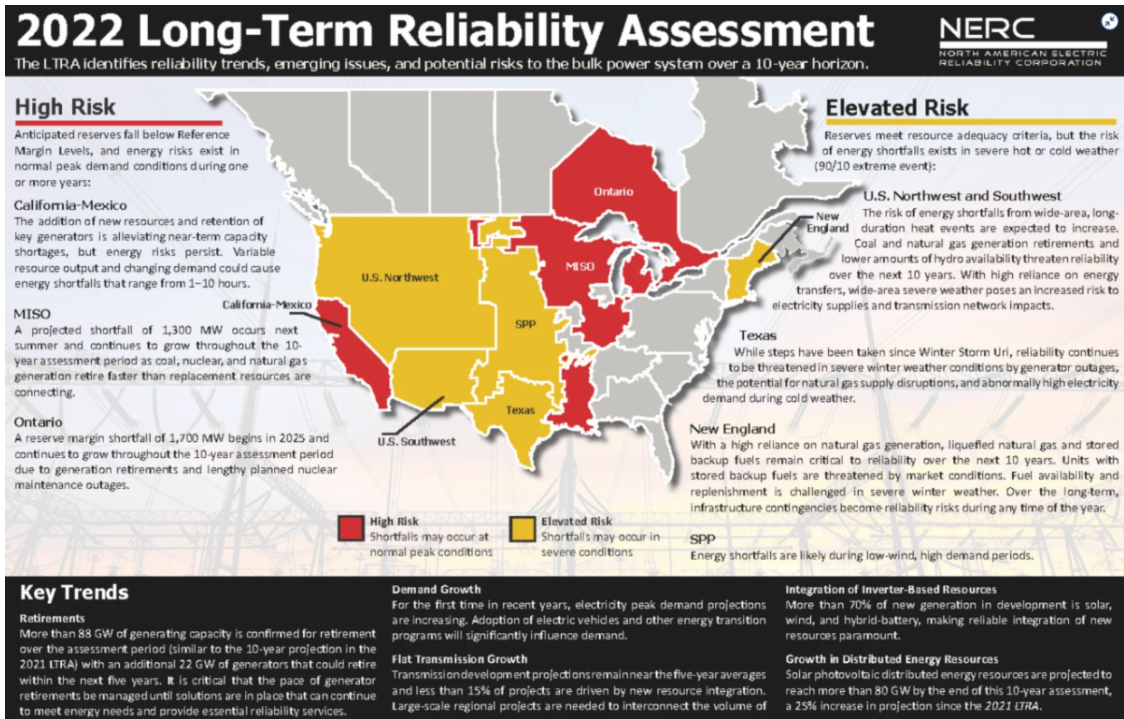 2022 Long-Term Reliability Assessment
The LTRA identifies reliability trends, emerging issues, and potential risks to the bulk power system over a 10-year horizon.
NERC
NORTH AMERICAN ELECTRIC
RELIABILITY CORPORATION
High Risk
Anticipated reserves fall below Reference
Margin Levels, and energy risks exist in
normal peak demand conditions during one
or more years:
California-Mexico
The addition of new resources and retention of
key generators is alleviating near-term capacity
shortages, but energy risks persist. Variable
resource output and changing demand could cause
energy shortfalls that range from 1–10 hours.
MISO
A projected shortfall of 1,300 MW occurs next
summer and continues to grow throughout the 10-
year assessment period as coal, nuclear, and natural gas
generation retire faster than replacement resources are
connecting.
Ontario
A reserve margin shortfall of 1,700 MW begins in 2025 and
continues to grow throughout the 10-year assessment period
due to generation retirements and lengthy planned nuclear
maintenance outages.
Ontario
New
England
MISO
U.S. Northwest
California-Mexico
SPP
Texas
U.S. Southwest
High Risk
Shortfalls may occur at
normal peak conditions
Elevated Risk
Shortfalls may occur in
severe conditions
Elevated Risk
Reserves meet resource adequacy criteria, but the risk
of energy shortfalls exists in severe hot or cold weather
(90/10 extreme event):
U.S. Northwest and Southwest
The risk of energy shortfalls from wide-area, long-
duration heat events are expected to increase.
Coal and natural gas generation retirements and
lower amounts of hydro availability threaten reliability
over the next 10 years. With high reliance on energy
transfers, wide-area severe weather poses an increased risk to
electricity supplies and transmission network impacts.
Texas
While steps have been taken since Winter Storm Uri, reliability continues
to be threatened in severe winter weather conditions by generator outages,
the potential for natural gas supply disruptions, and abnormally high electricity
demand during cold weather.
New England
With a high reliance on natural gas generation, liquefied natural gas and stored
backup fuels remain critical to reliability over the next 10 years. Units with
stored backup fuels are threatened by market conditions. Fuel availability and
replenishment is challenged in severe winter weather. Over the long-term,
infrastructure contingencies become reliability risks during any time of the year.
SPP
Energy shortfalls are likely during low-wind, high demand periods.
Key Trends
Retirements
More than 88 GW of generating capacity is confirmed for retirement
over the assessment period (similar to the 10-year projection in the
2021 LTRA) with an additional 22 GW of generators that could retire
within the next five years. It is critical that the pace of generator
retirements be managed until solutions are in place that can continue
to meet energy needs and provide essential reliability services.
Demand Growth
For the first time in recent years, electricity peak demand projections
are increasing. Adoption of electric vehicles and other energy transition
programs will significantly influence demand.
Flat Transmission Growth
Transmission development projections remain near the five-year averages
and less than 15% of projects are driven by new resource integration.
Large-scale regional projects are needed to interconnect the volume of
Integration of Inverter-Based Resources
More than 70% of new generation in development is solar,
wind, and hybrid-battery, making reliable integration of new
resources paramount.
Growth in Distributed Energy Resources
Solar photovoltaic distributed energy resources are projected to
reach more than 80 GW by the end of this 10-year assessment,
a 25% increase in projection since the 2021 LTRA.